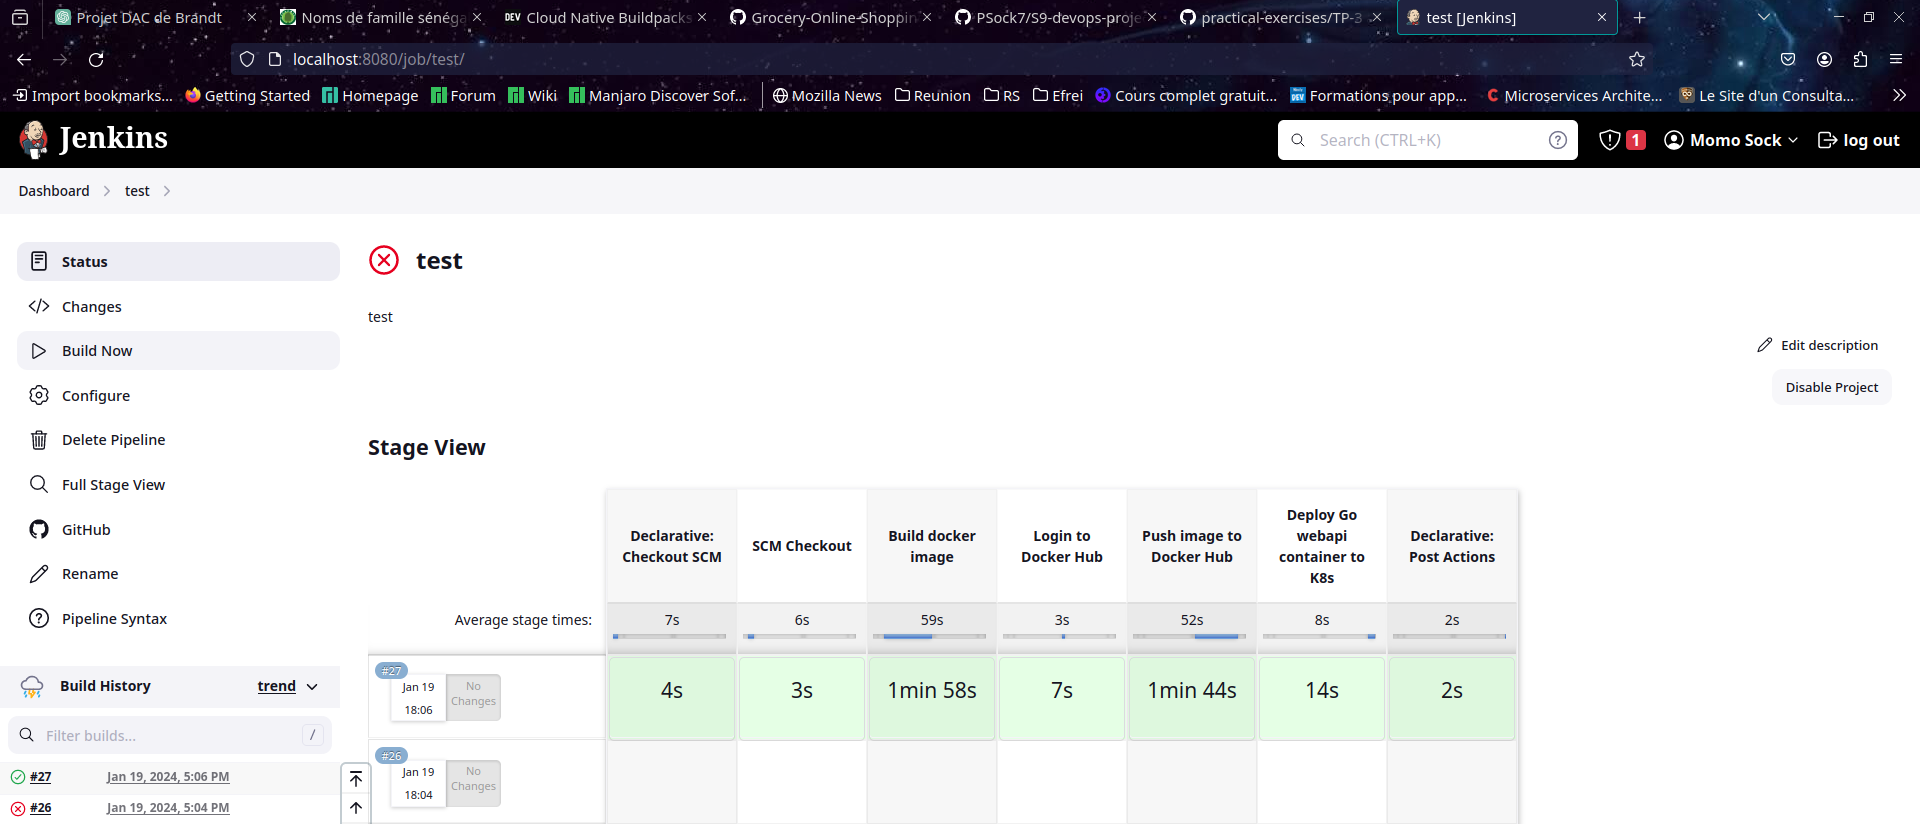 Projet DAC de Brandt
Noms de famille sénéga
DEV Cloud Native Buildpacks
Grocery-Online-Shoppin
PSock7/S9-devops-proje
practical-exercises/TP-3
test [Jenkins]
localhost:8080/job/test/
Import bookmarks...
Getting Started
Homepage
Forum
Wiki
Manjaro Discover Sof...
Mozilla News
Reunion
RS
Efrei
Cours complet gratuit...
Formations pour app...
Microservices Archite...
Le Site d'un Consulta...
Jenkins
Search (CTRL+K)
1
Momo Sock
log out
Dashboard
test
Status
Changes
Build Now
Configure
Delete Pipeline
Full Stage View
GitHub
Rename
Pipeline Syntax
Build History
trend
Filter builds...
/
#27 Jan 19, 2024, 5:06 PM
#26 Jan 19, 2024, 5:04 PM
test
test
Edit description
Disable Project
Stage View
Declarative: Checkout SCM
SCM Checkout
Build docker image
Login to Docker Hub
Push image to Docker Hub
Deploy Go webapi container to K8s
Declarative: Post Actions
Average stage times: 7s 6s 59s 3s 52s 8s 2s
#27
Jan 19
18:06
No Changes
4s 3s 1min 58s 7s 1min 44s 14s 2s
#26
Jan 19
18:04
No Changes